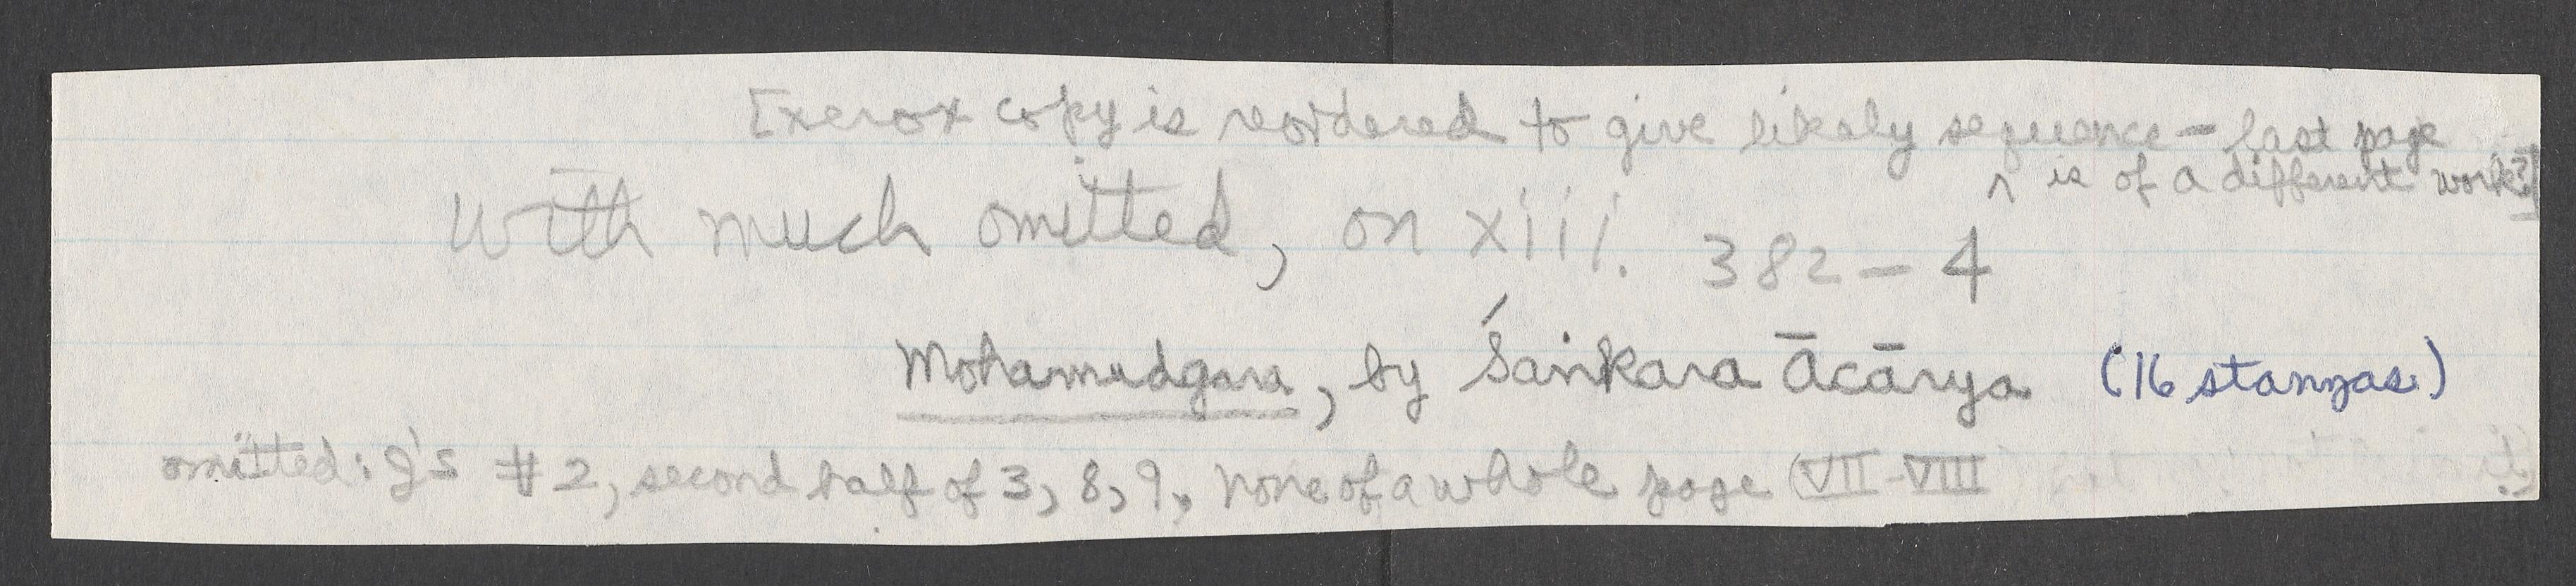 [xerox copy is reordered to give likely sequence — last page
^ is of a different work?]
With much omitted, on xiii. 382-4
Mohamudgara, by Śaṅkara Ācārya (16 stanzas)
omitted: J's #2, second half of 3, 8, 9, none of a whole page (VII-VIII